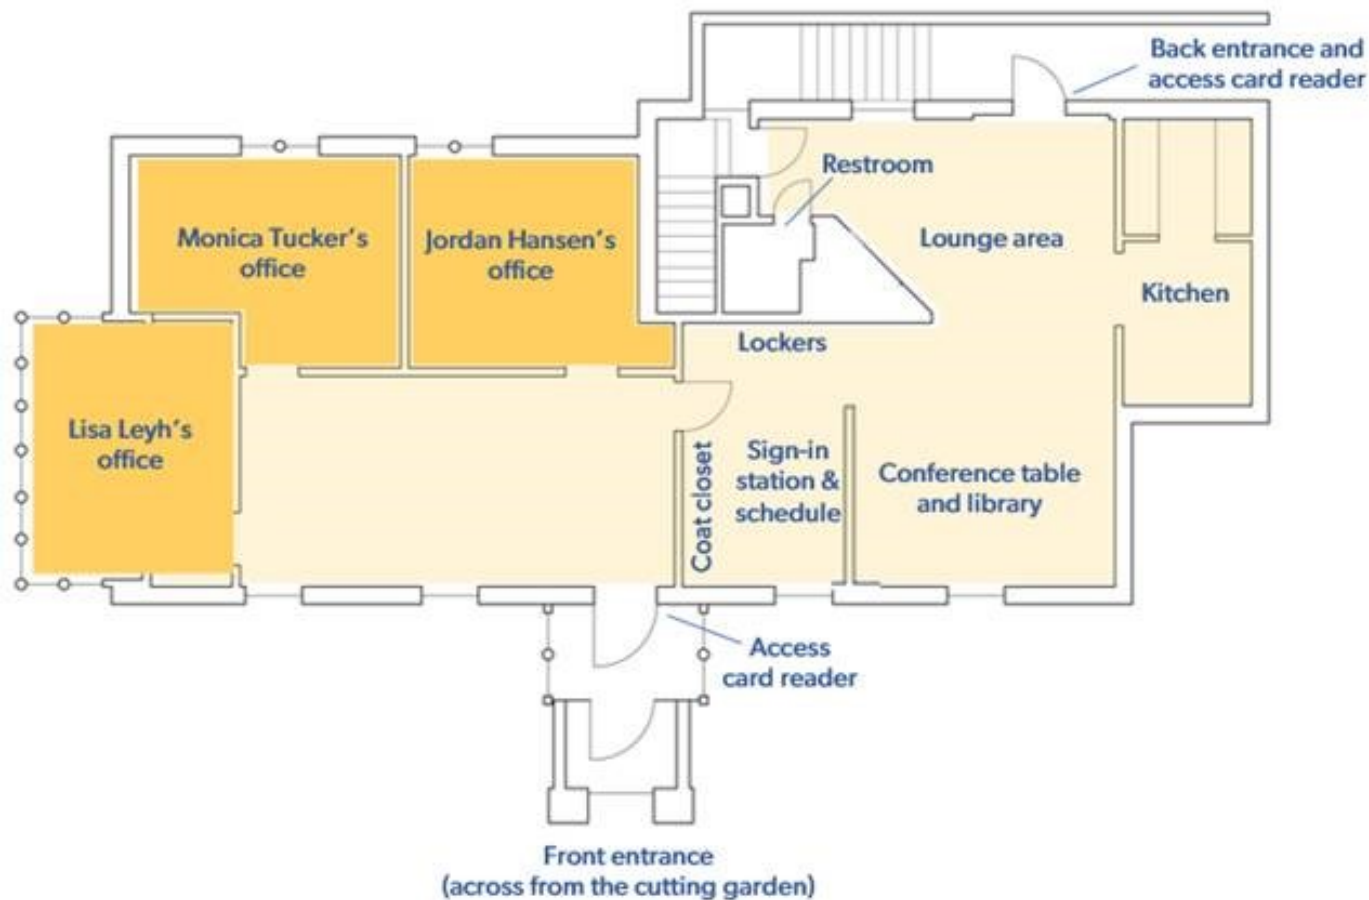 Back entrance and
access card reader
Restroom
Monica Tucker's
office
Jordan Hansen's
office
Lounge area
Kitchen
Lockers
Lisa Leyh's
office
Coat closet
Sign-in
station &
schedule
Conference table
and library
Access
card reader
Front entrance
(across from the cutting garden)